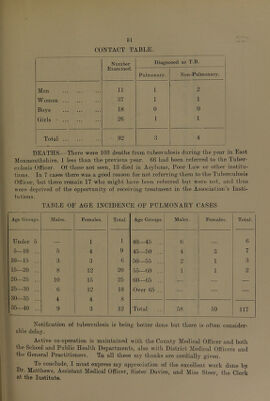 81
CONTACT TABLE.
Number Examined. Diagnosed as T.B.
Pulmonary. Non-Pulmonary.
Men ... ... ... 11 1 2
Women ... ... ... 37 1 1
Boys ... ... ... 18 0 0
Girls ... ... ... 26 1 1
Total ... ... 92 3 4
DEATHS.—There were 103 deaths from tuberculosis during the year in East
Monmouthshire, 1 less than the previous year. 66 had been referred to the Tuber-
culosis Officer. Of those not seen, 13 died in Asylums, Poor Law or other institu-
tions. In 7 cases there was a good reason for not referring them to the Tuberculosis
Officer, but there remain 17 who might have been referred but were not, and thus
were deprived of the opportunity of receiving treatment in the Association's Insti-
tutions.
TABLE OF AGE INCIDENCE OF PULMONARY CASES
Age Groups Males. Females. Total. Age Groups Males. Females. Total.
Under 5 — 1 1 40—45 6 — 6
5—10 5 4 9 45—50 4 3 7
10—15 3 3 6 50—55 2 1 3
15—20 8 12 20 55—60 1 1 2
20—25 10 15 25 60—65 — — —
25—30 6 12 18 Over 65 — — —
30—35 4 4 8
35—40 9 3 12 Total 58 59 117
Notification of tuberculosis is being better done but there is often consider-
able delay.
Active co-operation is maintained with the County Medical Officer and both
the School and Public Health Departments, also with District Medical Officers and
the General Practitioners. To all these my thanks are cordially given.
To conclude, I must express my appreciation of the excellent work done by
Dr. Matthews, Assistant Medical Officer, Sister Davies, and Miss Steer, the Clerk
at the Institute.